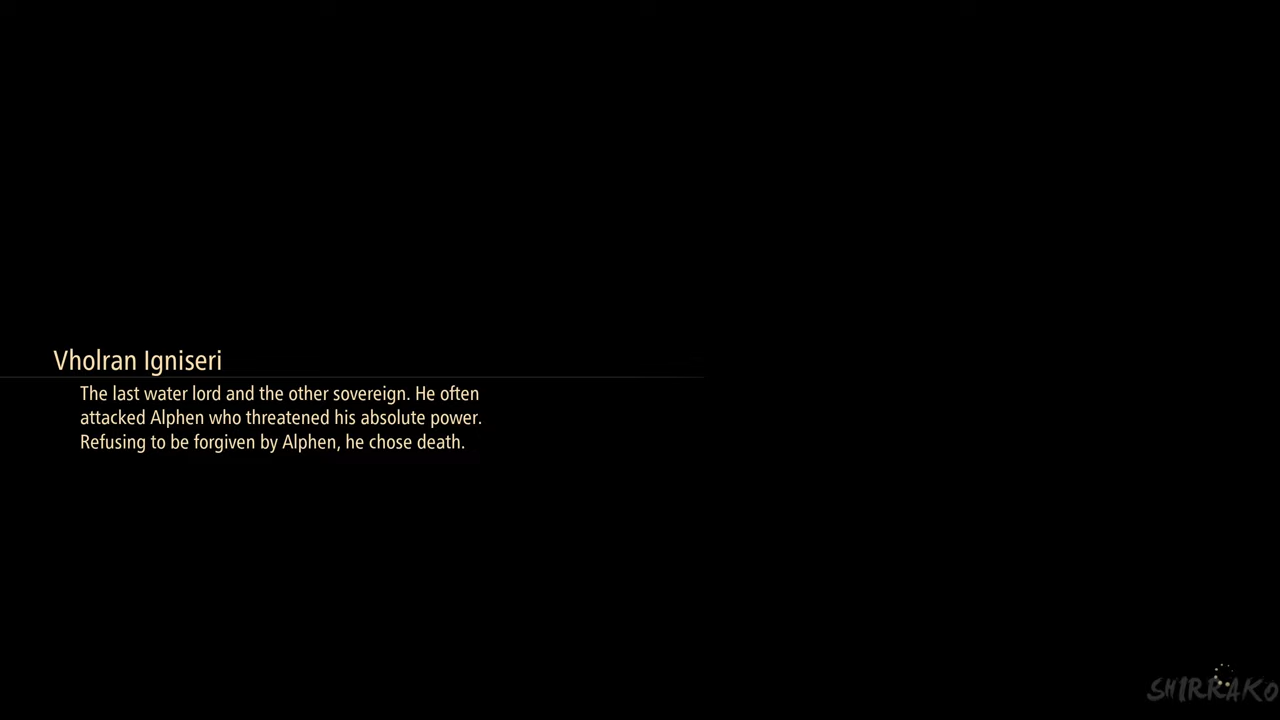 Vholran Igniseri
The last water lord and the other sovereign. He often
attacked Alphen who threatened his absolute power.
Refusing to be forgiven by Alphen, he chose death.
SHIRRAKO